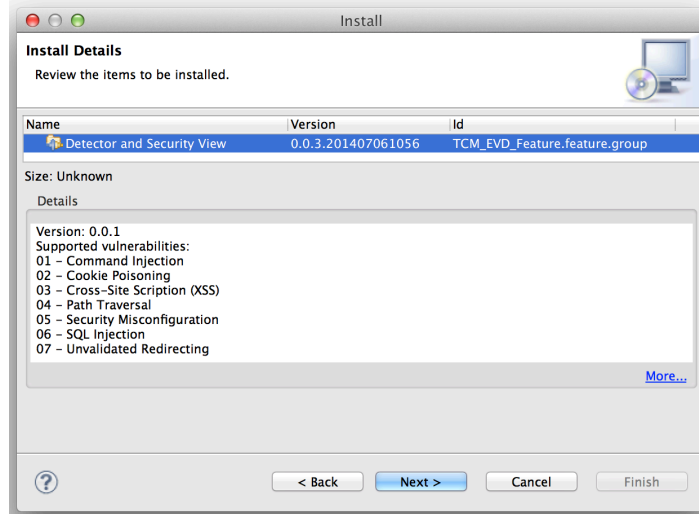 Install
Install Details
Review the items to be installed.
Name Version Id
Detector and Security View 0.0.3.201407061056 TCM_EVD_Feature.feature.group
Size: Unknown
Details
Version: 0.0.1
Supported vulnerabilities:
01 – Command Injection
02 – Cookie Poisoning
03 – Cross-Site Scription (XSS)
04 – Path Traversal
05 – Security Misconfiguration
06 – SQL Injection
07 – Unvalidated Redirecting
More...
?
< Back Next > Cancel Finish